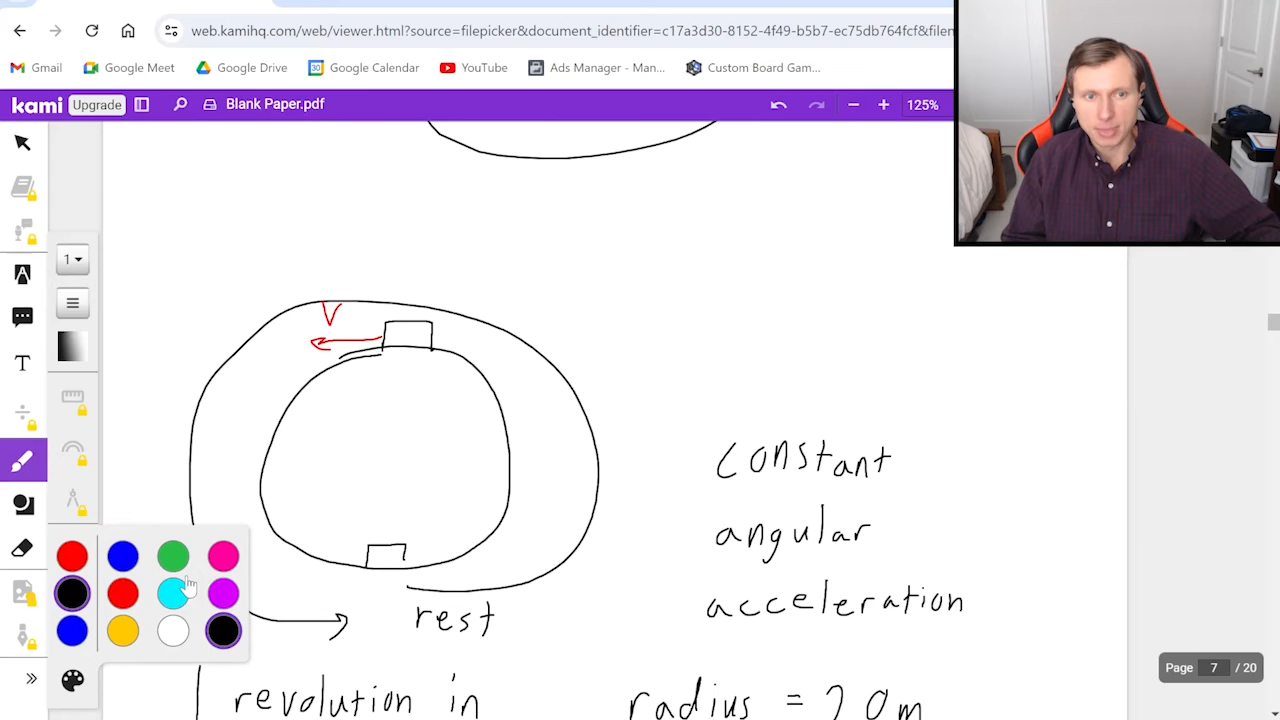 web.kamihq.com/web/viewer.html?source=filepicker&document_identifier=c17a3d30-8152-4f49-b5b7-ec75db764fcf&filen
Gmail Google Meet Google Drive Google Calendar YouTube Ads Manager - Man... Custom Board Gam...
kami Upgrade Blank Paper.pdf 125%
1
V
constant
angular
acceleration
rest
revolution in
radius = 20m
Page 7 / 20